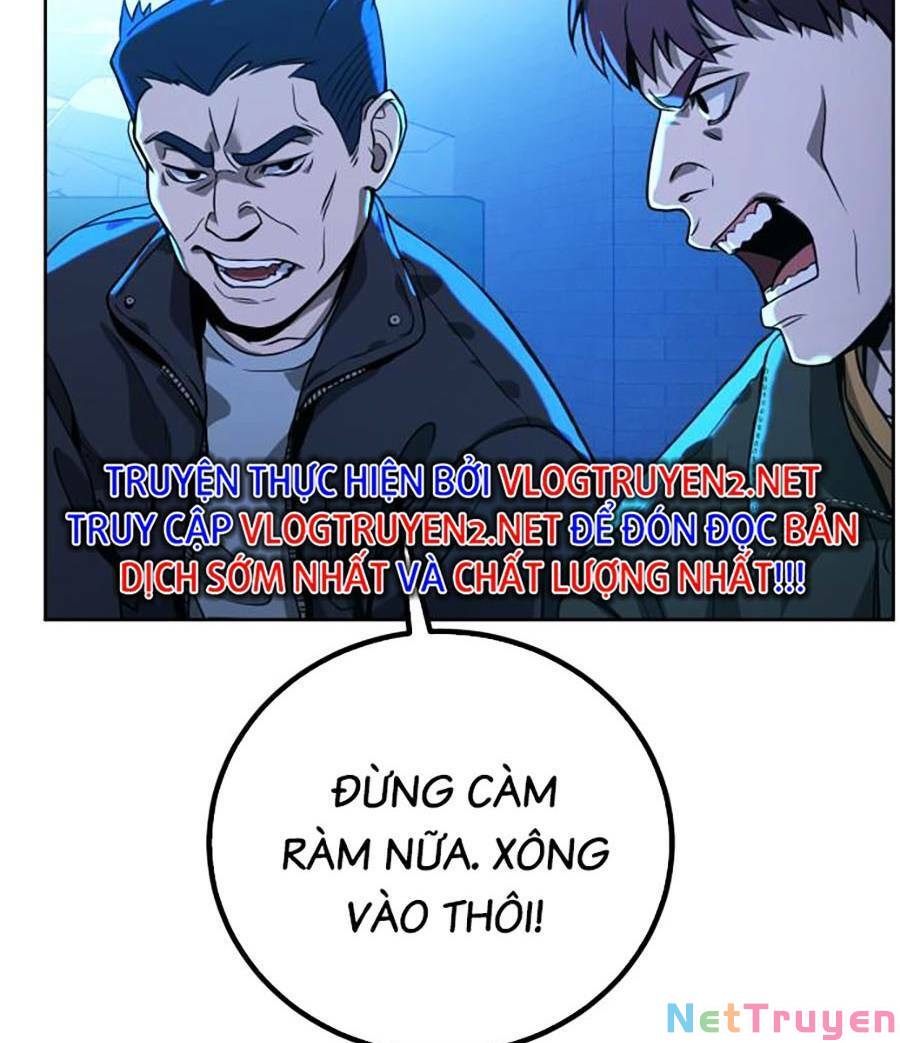 TRUYỆN THỰC HIỆN BỞI VLOGTRUYEN2.NET
TRUY CẬP VLOGTRUYEN2.NET ĐỂ ĐÓN ĐỌC BẢN
DỊCH SỚM NHẤT VÀ CHẤT LƯỢNG NHẤT!!!
ĐỪNG CÀM
RÀM NỮA. XÔNG
VÀO THÔI!
NetTruyen